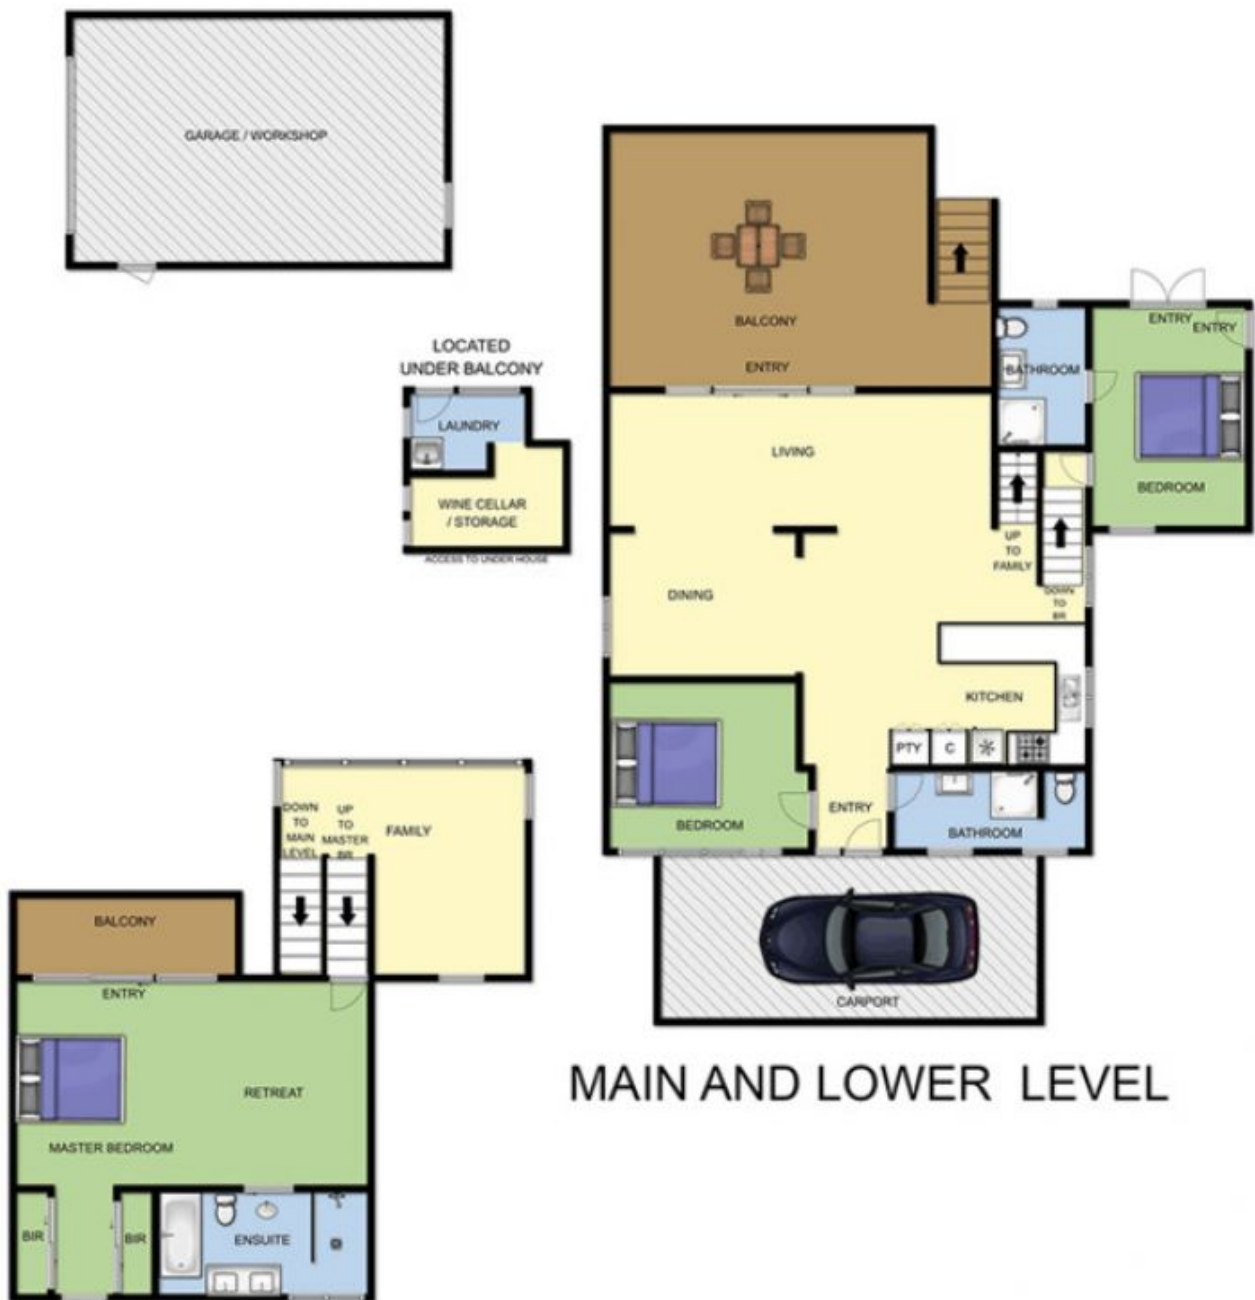 GARAGE / WORKSHOP
LOCATED
UNDER BALCONY
LAUNDRY
WINE CELLAR
/ STORAGE
ACCESS TO UNDER HOUSE
BALCONY
ENTRY
ENTRY
ENTRY
BATHROOM
BEDROOM
LIVING
UP
TO
FAMILY
DOWN
TO
BR
DINING
KITCHEN
PTY
C
BEDROOM
ENTRY
BATHROOM
CARPORT
MAIN AND LOWER LEVEL
DOWN
TO
MAIN
LEVEL
UP
TO
MASTER
BR
FAMILY
BALCONY
ENTRY
RETREAT
MASTER BEDROOM
BIR
BIR
ENSUITE